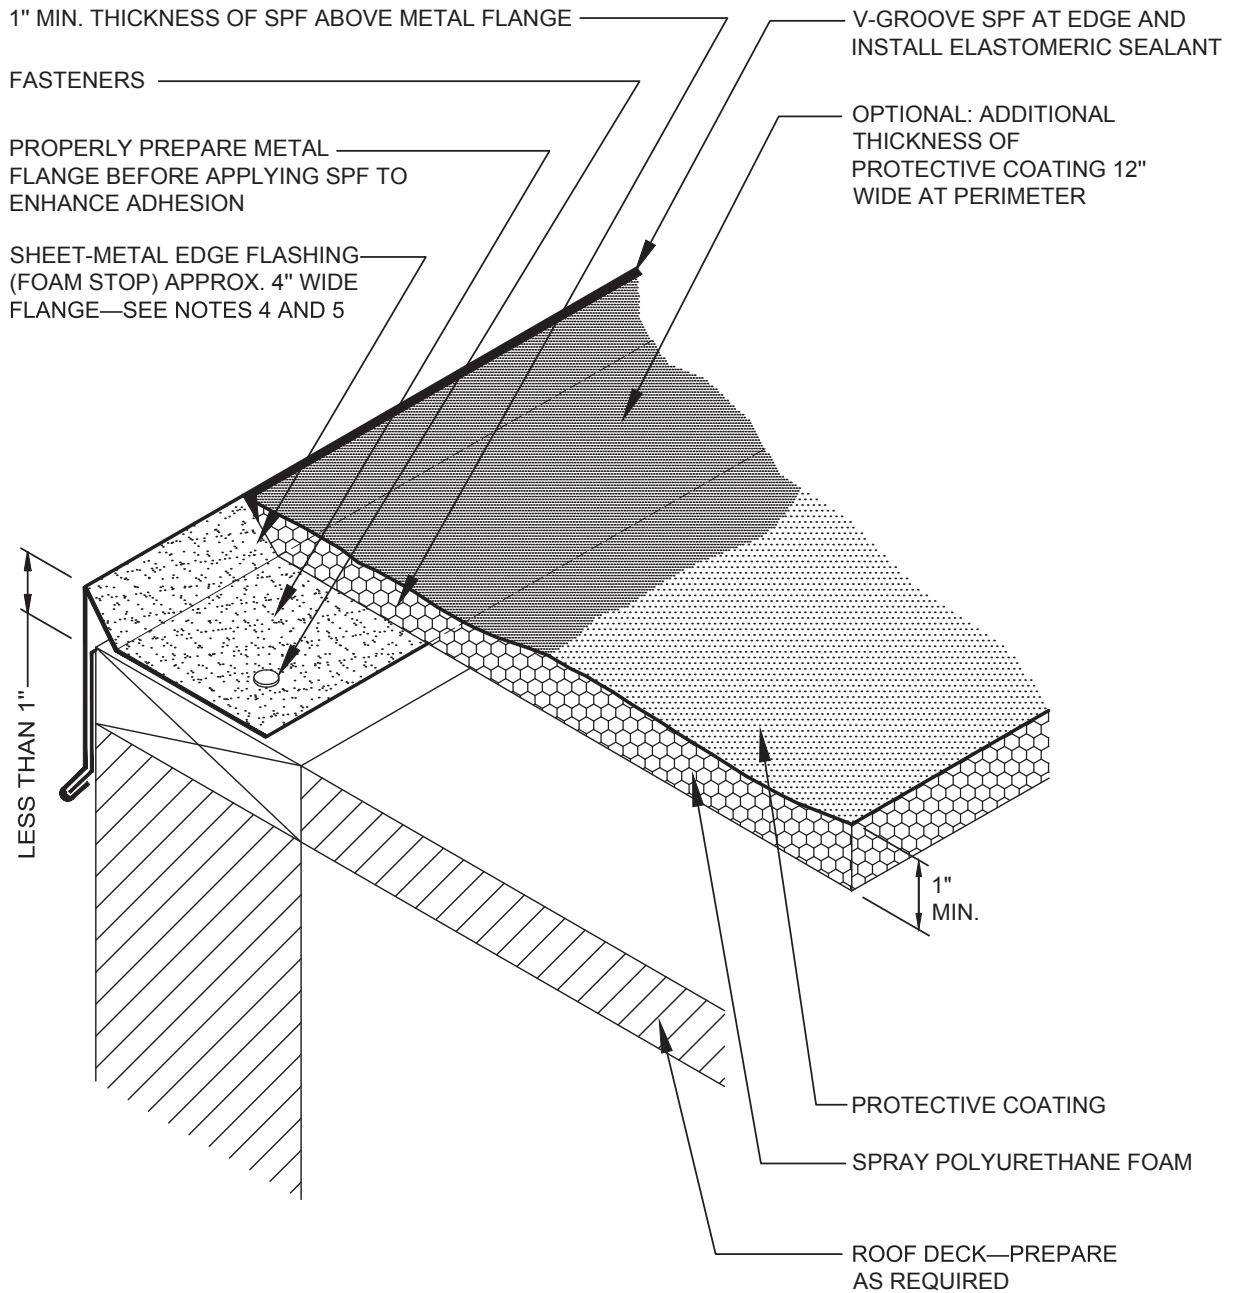 1" MIN. THICKNESS OF SPF ABOVE METAL FLANGE
FASTENERS
PROPERLY PREPARE METAL
FLANGE BEFORE APPLYING SPF TO
ENHANCE ADHESION
SHEET-METAL EDGE FLASHING
(FOAM STOP) APPROX. 4" WIDE
FLANGE—SEE NOTES 4 AND 5
V-GROOVE SPF AT EDGE AND
INSTALL ELASTOMERIC SEALANT
OPTIONAL: ADDITIONAL
THICKNESS OF
PROTECTIVE COATING 12"
WIDE AT PERIMETER
LESS THAN 1"
1"
MIN.
PROTECTIVE COATING
SPRAY POLYURETHANE FOAM
ROOF DECK—PREPARE
AS REQUIRED